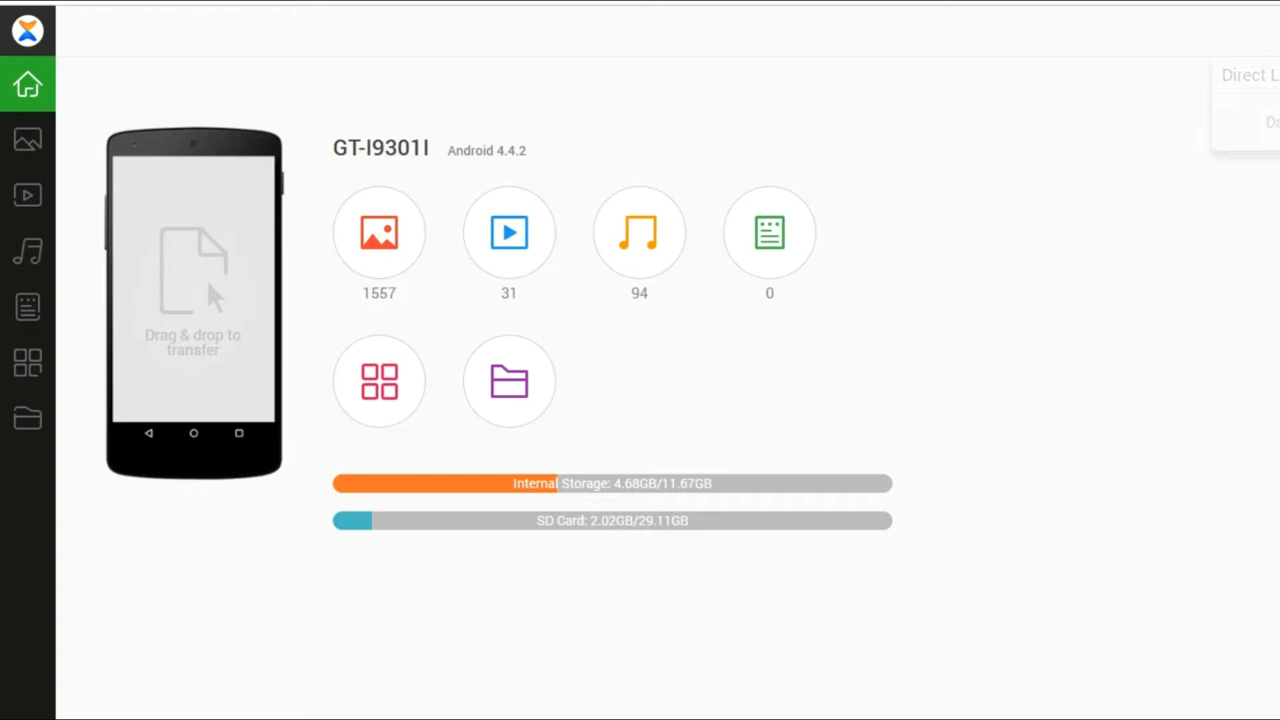 Direct L
Da
GT-I9301I Android 4.4.2
1557 31 94 0
Drag & drop to
transfer
Internal Storage: 4.68GB/11.67GB
SD Card: 2.02GB/29.11GB